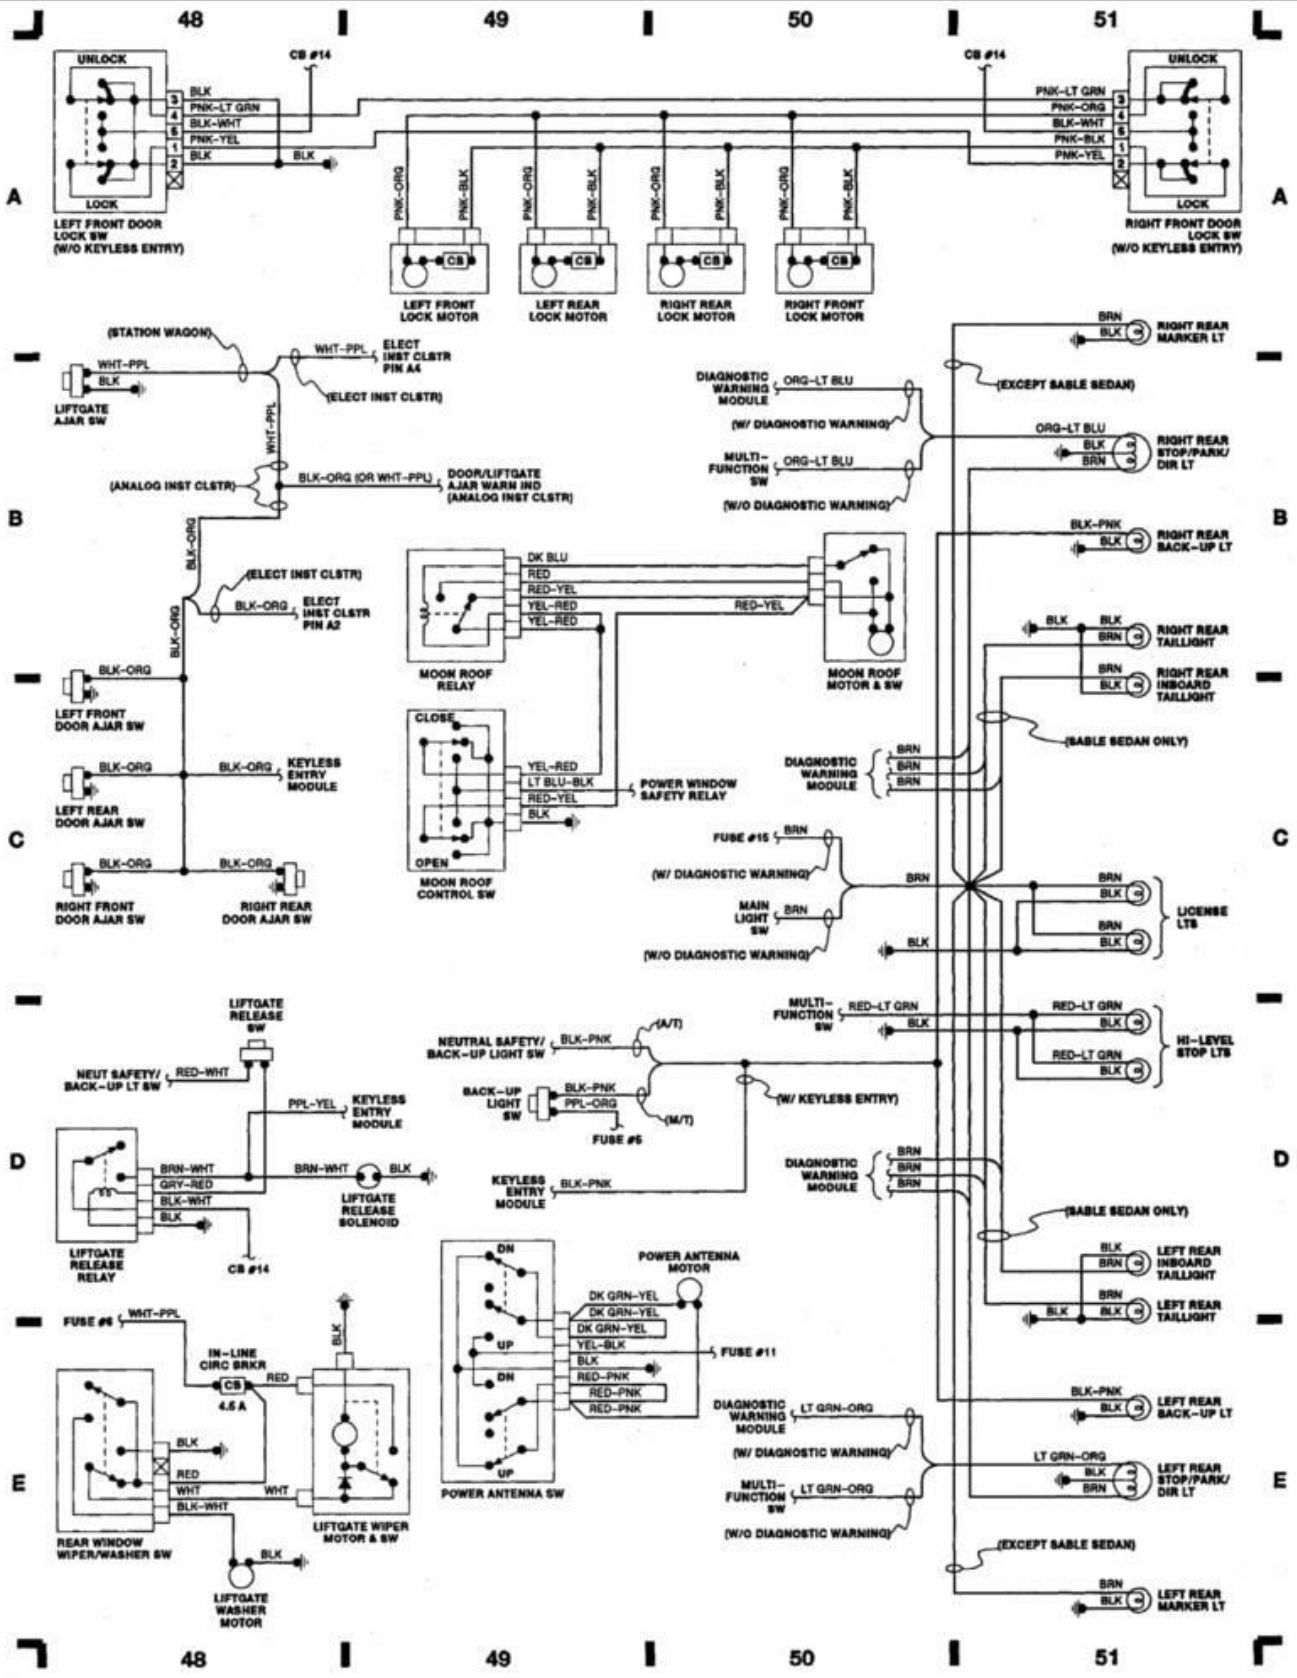 48 49 50 51
UNLOCK
CB #14
CB #14
UNLOCK
3 BLK
4 PNK-LT GRN
5 BLK-WHT
1 PNK-YEL
2 BLK
BLK
PNK-LT GRN 3
PNK-ORG 4
BLK-WHT 5
PNK-BLK 1
PNK-YEL 2
A
A
LOCK
LOCK
LEFT FRONT DOOR
LOCK SW
(W/O KEYLESS ENTRY)
PNK-ORG
PNK-BLK
PNK-ORG
PNK-BLK
PNK-ORG
PNK-BLK
PNK-ORG
PNK-BLK
RIGHT FRONT DOOR
LOCK SW
(W/O KEYLESS ENTRY)
CB
CB
CB
CB
LEFT FRONT
LOCK MOTOR
LEFT REAR
LOCK MOTOR
RIGHT REAR
LOCK MOTOR
RIGHT FRONT
LOCK MOTOR
(STATION WAGON)
WHT-PPL
ELECT
INST CLSTR
PIN A4
WHT-PPL
BLK
LIFTGATE
AJAR SW
(ELECT INST CLSTR)
WHT-PPL
(ANALOG INST CLSTR)
BLK-ORG (OR WHT-PPL)
DOOR/LIFTGATE
AJAR WARN IND
(ANALOG INST CLSTR)
BRN
BLK
RIGHT REAR
MARKER LT
(EXCEPT SABLE SEDAN)
DIAGNOSTIC
WARNING
MODULE
ORG-LT BLU
(W/ DIAGNOSTIC WARNING)
MULTI-
FUNCTION
SW
ORG-LT BLU
(W/O DIAGNOSTIC WARNING)
ORG-LT BLU
BLK
BRN
RIGHT REAR
STOP/PARK/
DIR LT
B
B
BLK-ORG
(ELECT INST CLSTR)
BLK-ORG
ELECT
INST CLSTR
PIN A2
BLK-ORG
DK BLU
RED
RED-YEL
YEL-RED
YEL-RED
RED-YEL
MOON ROOF
RELAY
MOON ROOF
MOTOR & SW
BLK-PNK
BLK
RIGHT REAR
BACK-UP LT
BLK
BLK
BRN
RIGHT REAR
TAILLIGHT
BRN
BLK
RIGHT REAR
INBOARD
TAILLIGHT
(SABLE SEDAN ONLY)
BLK-ORG
LEFT FRONT
DOOR AJAR SW
BLK-ORG
BLK-ORG
KEYLESS
ENTRY
MODULE
LEFT REAR
DOOR AJAR SW
CLOSE
YEL-RED
LT BLU-BLK
RED-YEL
BLK
POWER WINDOW
SAFETY RELAY
OPEN
MOON ROOF
CONTROL SW
DIAGNOSTIC
WARNING
MODULE
BRN
BRN
BRN
C
C
BLK-ORG
BLK-ORG
RIGHT FRONT
DOOR AJAR SW
RIGHT REAR
DOOR AJAR SW
FUSE #15
BRN
(W/ DIAGNOSTIC WARNING)
MAIN
LIGHT
SW
BRN
(W/O DIAGNOSTIC WARNING)
BRN
BLK
BRN
BLK
BRN
BLK
LICENSE
LTS
LIFTGATE
RELEASE
SW
NEUT SAFETY/
BACK-UP LT SW
RED-WHT
PPL-YEL
KEYLESS
ENTRY
MODULE
NEUTRAL SAFETY/
BACK-UP LIGHT SW
BLK-PNK
(A/T)
BACK-UP
LIGHT
SW
BLK-PNK
PPL-ORG
(M/T)
FUSE #5
(W/ KEYLESS ENTRY)
MULTI-
FUNCTION
SW
RED-LT GRN
BLK
RED-LT GRN
BLK
RED-LT GRN
BLK
HI-LEVEL
STOP LTS
D
D
BRN-WHT
GRY-RED
BLK-WHT
BLK
BRN-WHT
BLK
LIFTGATE
RELEASE
SOLENOID
LIFTGATE
RELEASE
RELAY
CB #14
KEYLESS
ENTRY
MODULE
BLK-PNK
DIAGNOSTIC
WARNING
MODULE
BRN
BRN
BRN
(SABLE SEDAN ONLY)
BLK
BRN
LEFT REAR
INBOARD
TAILLIGHT
BRN
BLK
BLK
LEFT REAR
TAILLIGHT
DN
UP
DN
UP
POWER ANTENNA
MOTOR
DK GRN-YEL
DK GRN-YEL
DK GRN-YEL
YEL-BLK
BLK
RED-PNK
RED-PNK
RED-PNK
FUSE #11
POWER ANTENNA SW
FUSE #6
WHT-PPL
IN-LINE
CIRC BRKR
CB
4.5 A
RED
BLK
BLK
RED
WHT
WHT
BLK-WHT
BLK
REAR WINDOW
WIPER/WASHER SW
LIFTGATE WIPER
MOTOR & SW
LIFTGATE
WASHER
MOTOR
E
E
DIAGNOSTIC
WARNING
MODULE
LT GRN-ORG
(W/ DIAGNOSTIC WARNING)
MULTI-
FUNCTION
SW
LT GRN-ORG
(W/O DIAGNOSTIC WARNING)
BLK-PNK
BLK
LEFT REAR
BACK-UP LT
LT GRN-ORG
BLK
BRN
LEFT REAR
STOP/PARK/
DIR LT
(EXCEPT SABLE SEDAN)
BRN
BLK
LEFT REAR
MARKER LT
48 49 50 51